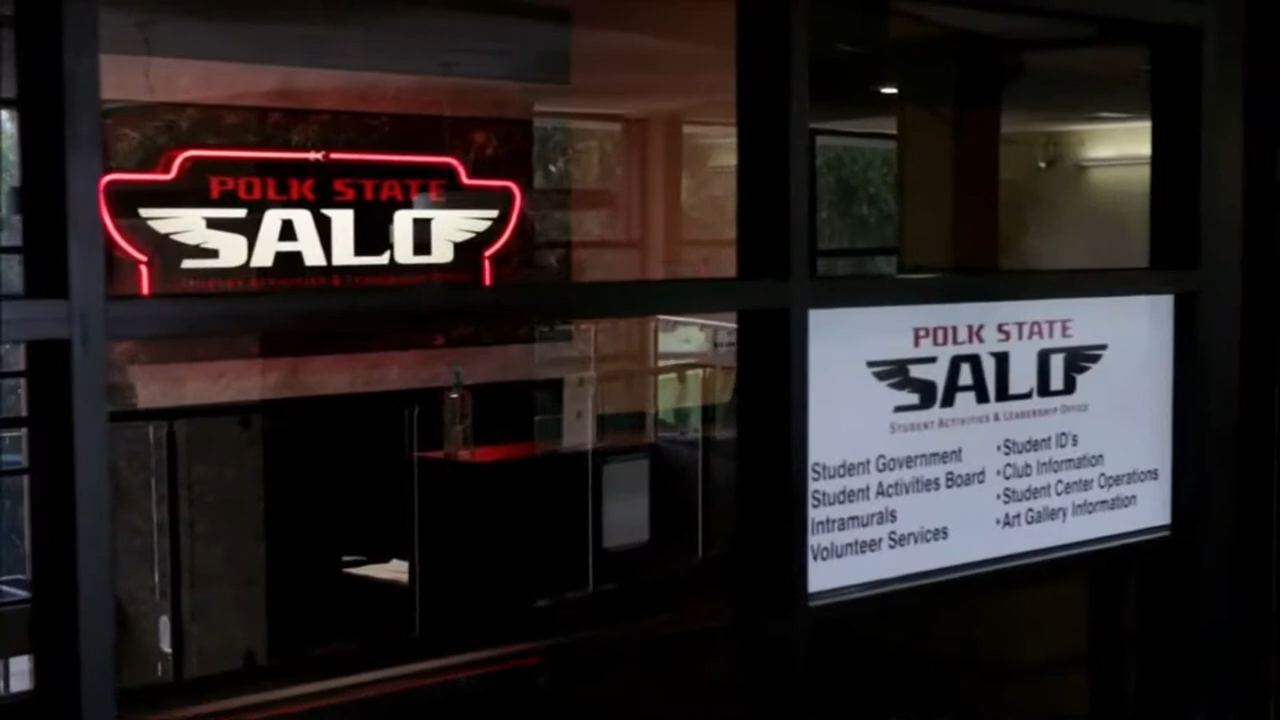 POLK STATE
SALO
POLK STATE
SALO
STUDENT ACTIVITIES & LEADERSHIP OFFICE
Student Government
Student Activities Board
Intramurals
Volunteer Services
•Student ID's
•Club Information
•Student Center Operations
•Art Gallery Information